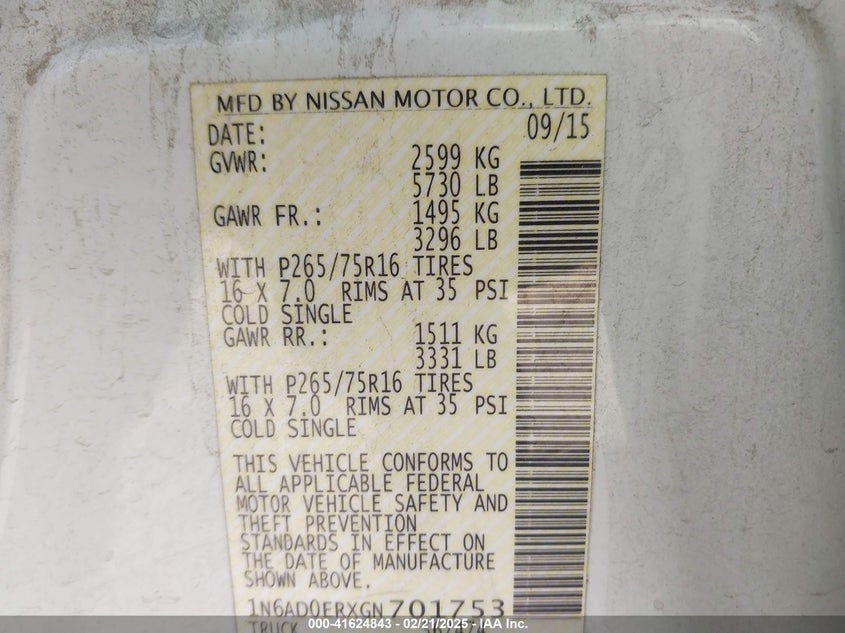 MFD BY NISSAN MOTOR CO., LTD.
DATE: 09/15
GVWR: 2599 KG
5730 LB
GAWR FR.: 1495 KG
3296 LB
WITH P265/75R16 TIRES
16 X 7.0 RIMS AT 35 PSI
COLD SINGLE
GAWR RR.: 1511 KG
3331 LB
WITH P265/75R16 TIRES
16 X 7.0 RIMS AT 35 PSI
COLD SINGLE
THIS VEHICLE CONFORMS TO
ALL APPLICABLE FEDERAL
MOTOR VEHICLE SAFETY AND
THEFT PREVENTION
STANDARDS IN EFFECT ON
THE DATE OF MANUFACTURE
SHOWN ABOVE.
1N6AD0ERXGN701753
TRUCK
000-41624843 - 02/21/2025 - IAA Inc.